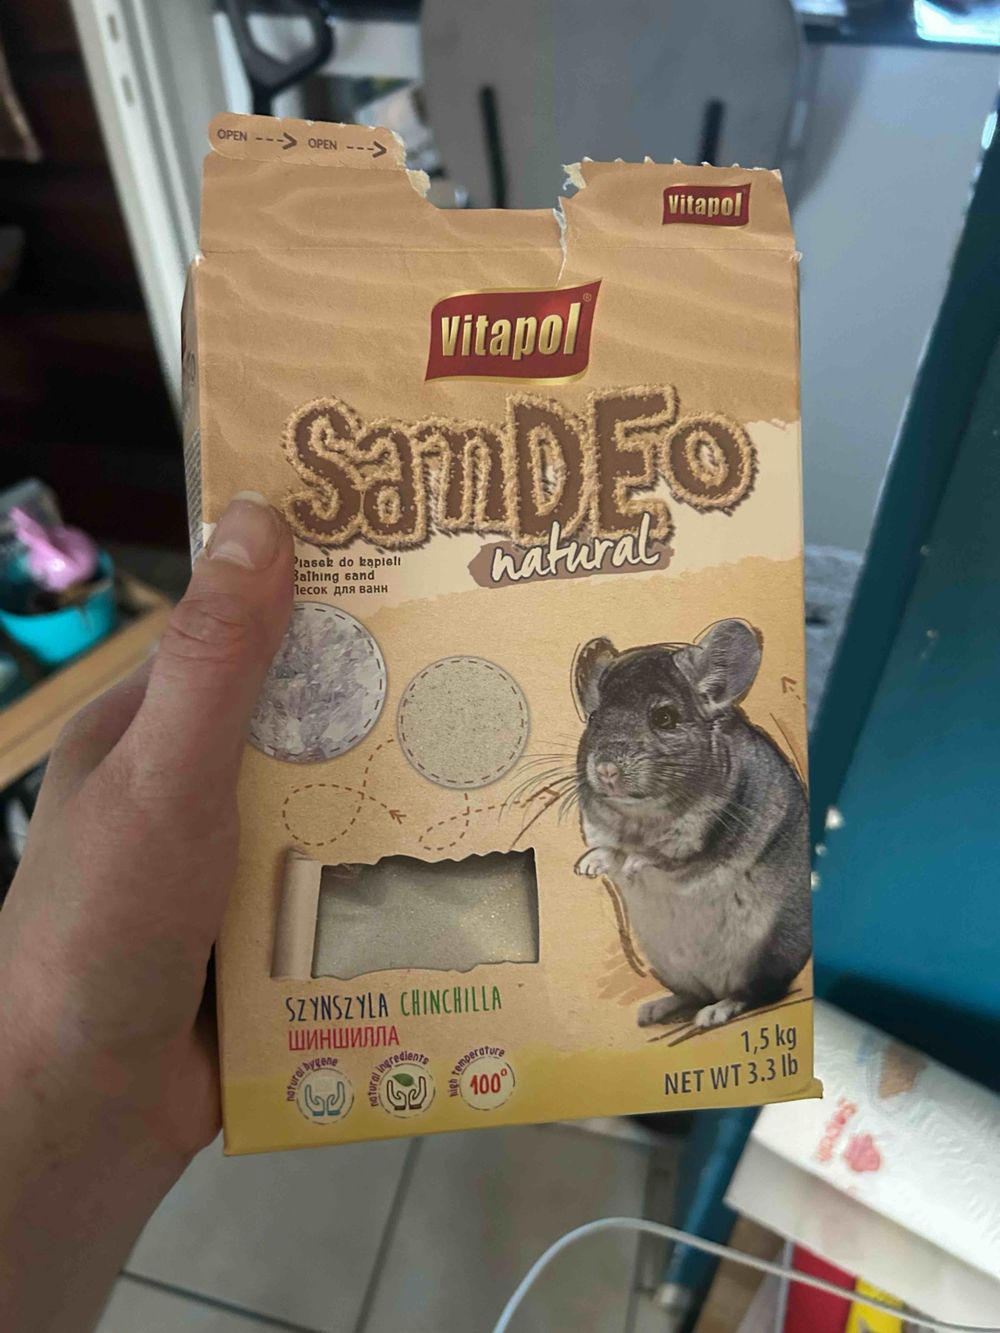 OPEN ---> OPEN --->
Vitapol
Vitapol®
SanDEo
natural
Piasek do kąpieli
Bathing sand
Песок для ванн
SZYNSZYLA CHINCHILLA
ШИНШИЛЛА
natural hygiene
natural ingredients
high temperature
100°
1,5 kg
NET WT 3.3 lb